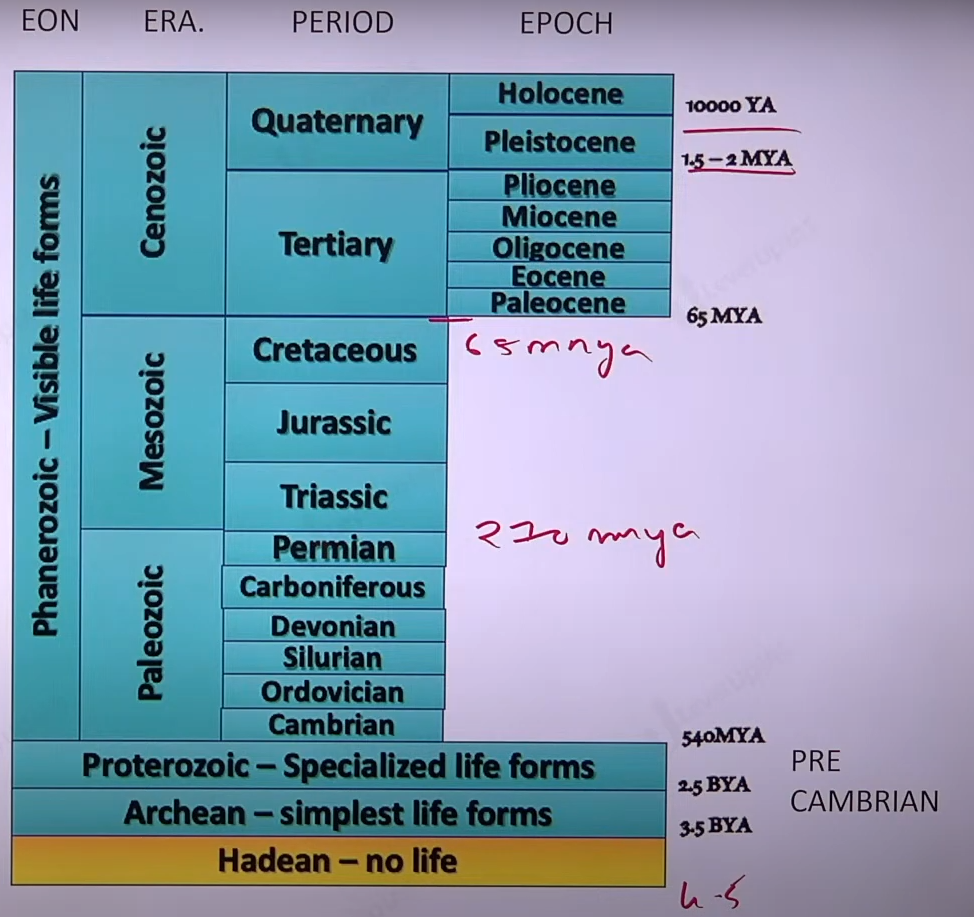 EON ERA. PERIOD EPOCH
Phanerozoic – Visible life forms
Cenozoic
Quaternary
Holocene
10000 YA
Pleistocene
1.5 – 2 MYA
Tertiary
Pliocene
Miocene
Oligocene
Eocene
Paleocene
65 MYA
Mesozoic
Cretaceous
65 mnya
Jurassic
Triassic
Paleozoic
Permian
mya
Carboniferous
Devonian
Silurian
Ordovician
Cambrian
540MYA
Proterozoic – Specialized life forms
2.5 BYA
PRE
CAMBRIAN
Archean – simplest life forms
3.5 BYA
Hadean – no life
4.5